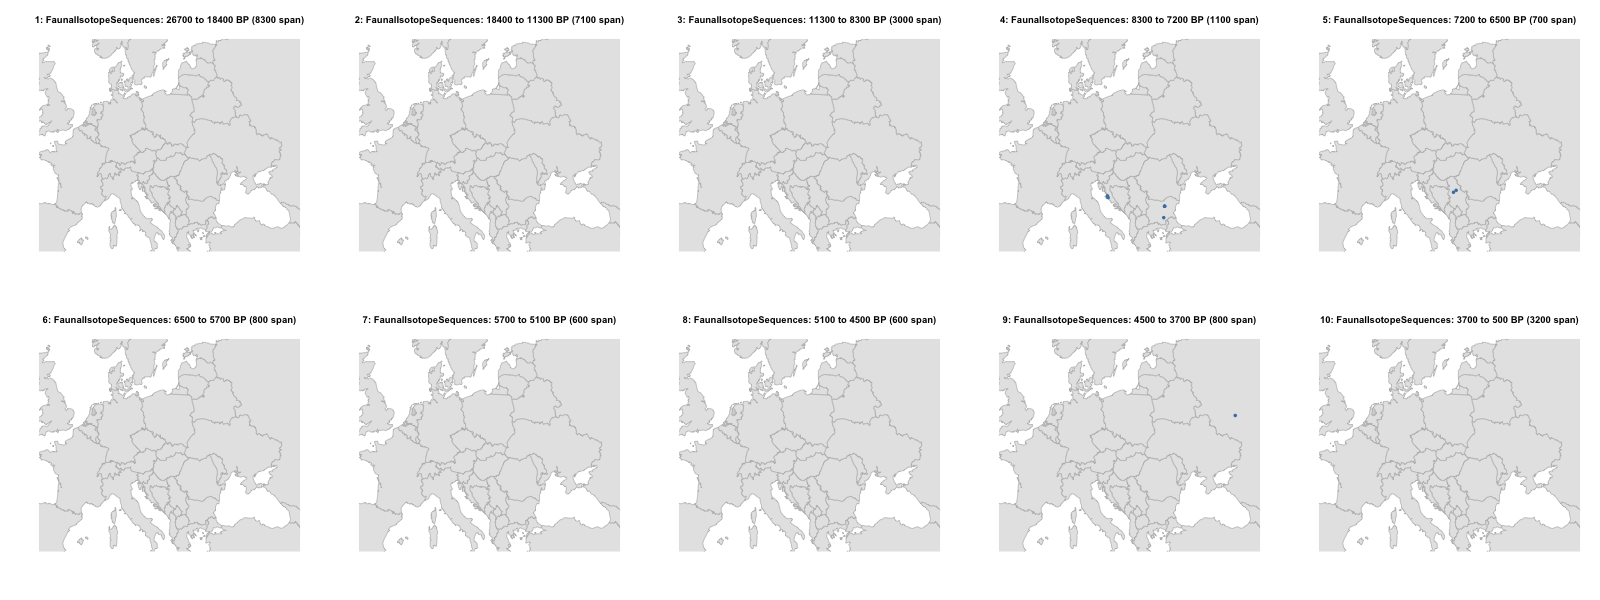 1: FaunalIsotopeSequences: 26700 to 18400 BP (8300 span)
2: FaunalIsotopeSequences: 18400 to 11300 BP (7100 span)
3: FaunalIsotopeSequences: 11300 to 8300 BP (3000 span)
4: FaunalIsotopeSequences: 8300 to 7200 BP (1100 span)
5: FaunalIsotopeSequences: 7200 to 6500 BP (700 span)
6: FaunalIsotopeSequences: 6500 to 5700 BP (800 span)
7: FaunalIsotopeSequences: 5700 to 5100 BP (600 span)
8: FaunalIsotopeSequences: 5100 to 4500 BP (600 span)
9: FaunalIsotopeSequences: 4500 to 3700 BP (800 span)
10: FaunalIsotopeSequences: 3700 to 500 BP (3200 span)